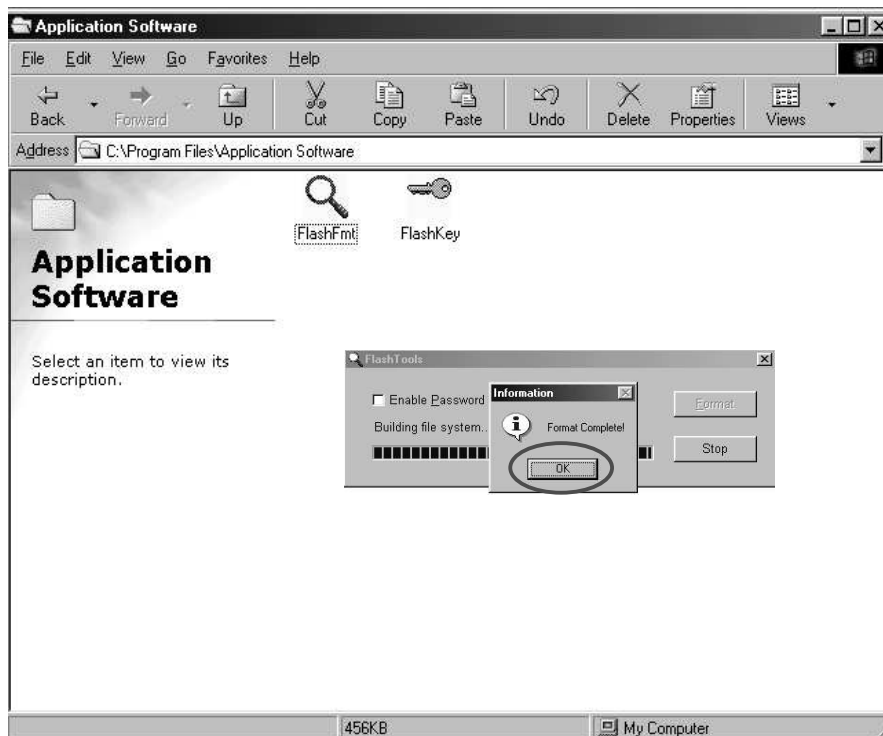 Application Software
File Edit View Go Favorites Help
Back Forward Up Cut Copy Paste Undo Delete Properties Views
Address C:\Program Files\Application Software
FlashFmt FlashKey
Application
Software
Select an item to view its
description.
FlashTools
Enable Password
Information
Format
Building file system..
Format Complete!
Stop
OK
456KB
My Computer